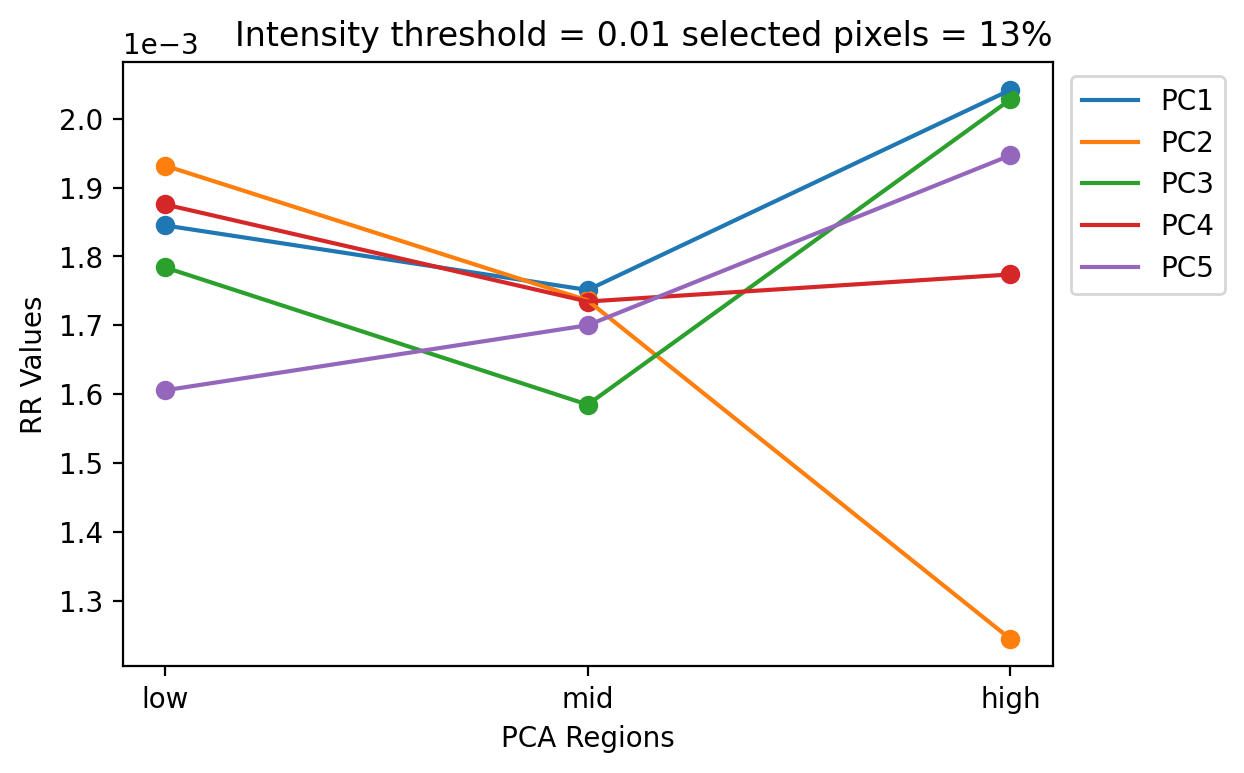 1e−3
Intensity threshold = 0.01 selected pixels = 13%
2.0
1.9
1.8
1.7
1.6
1.5
1.4
1.3
RR Values
low
mid
high
PCA Regions
PC1
PC2
PC3
PC4
PC5